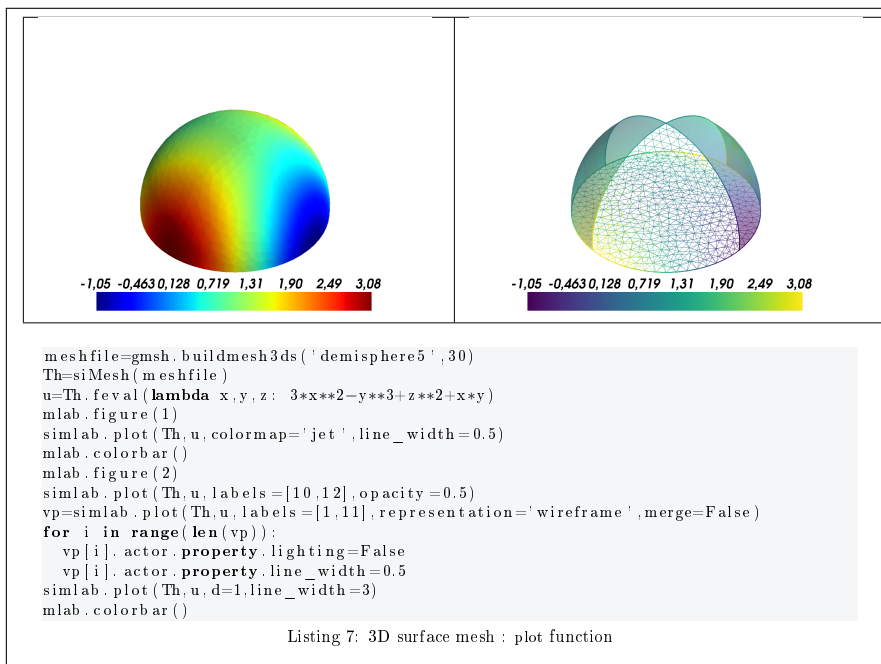 -1,05 -0,463 0,128 0,719 1,31 1,90 2,49 3,08
-1,05 -0,463 0,128 0,719 1,31 1,90 2,49 3,08
meshfile=gmsh.buildmesh3ds('demisphere5',30)
Th=siMesh(meshfile)
u=Th.feval(lambda x,y,z: 3*x**2−y**3+z**2+x*y)
mlab.figure(1)
simlab.plot(Th,u,colormap='jet',line_width=0.5)
mlab.colorbar()
mlab.figure(2)
simlab.plot(Th,u,labels=[10,12],opacity=0.5)
vp=simlab.plot(Th,u,labels=[1,11],representation='wireframe',merge=False)
for i in range(len(vp)):
  vp[i].actor.property.lighting=False
  vp[i].actor.property.line_width=0.5
simlab.plot(Th,u,d=1,line_width=3)
mlab.colorbar()
Listing 7: 3D surface mesh : plot function